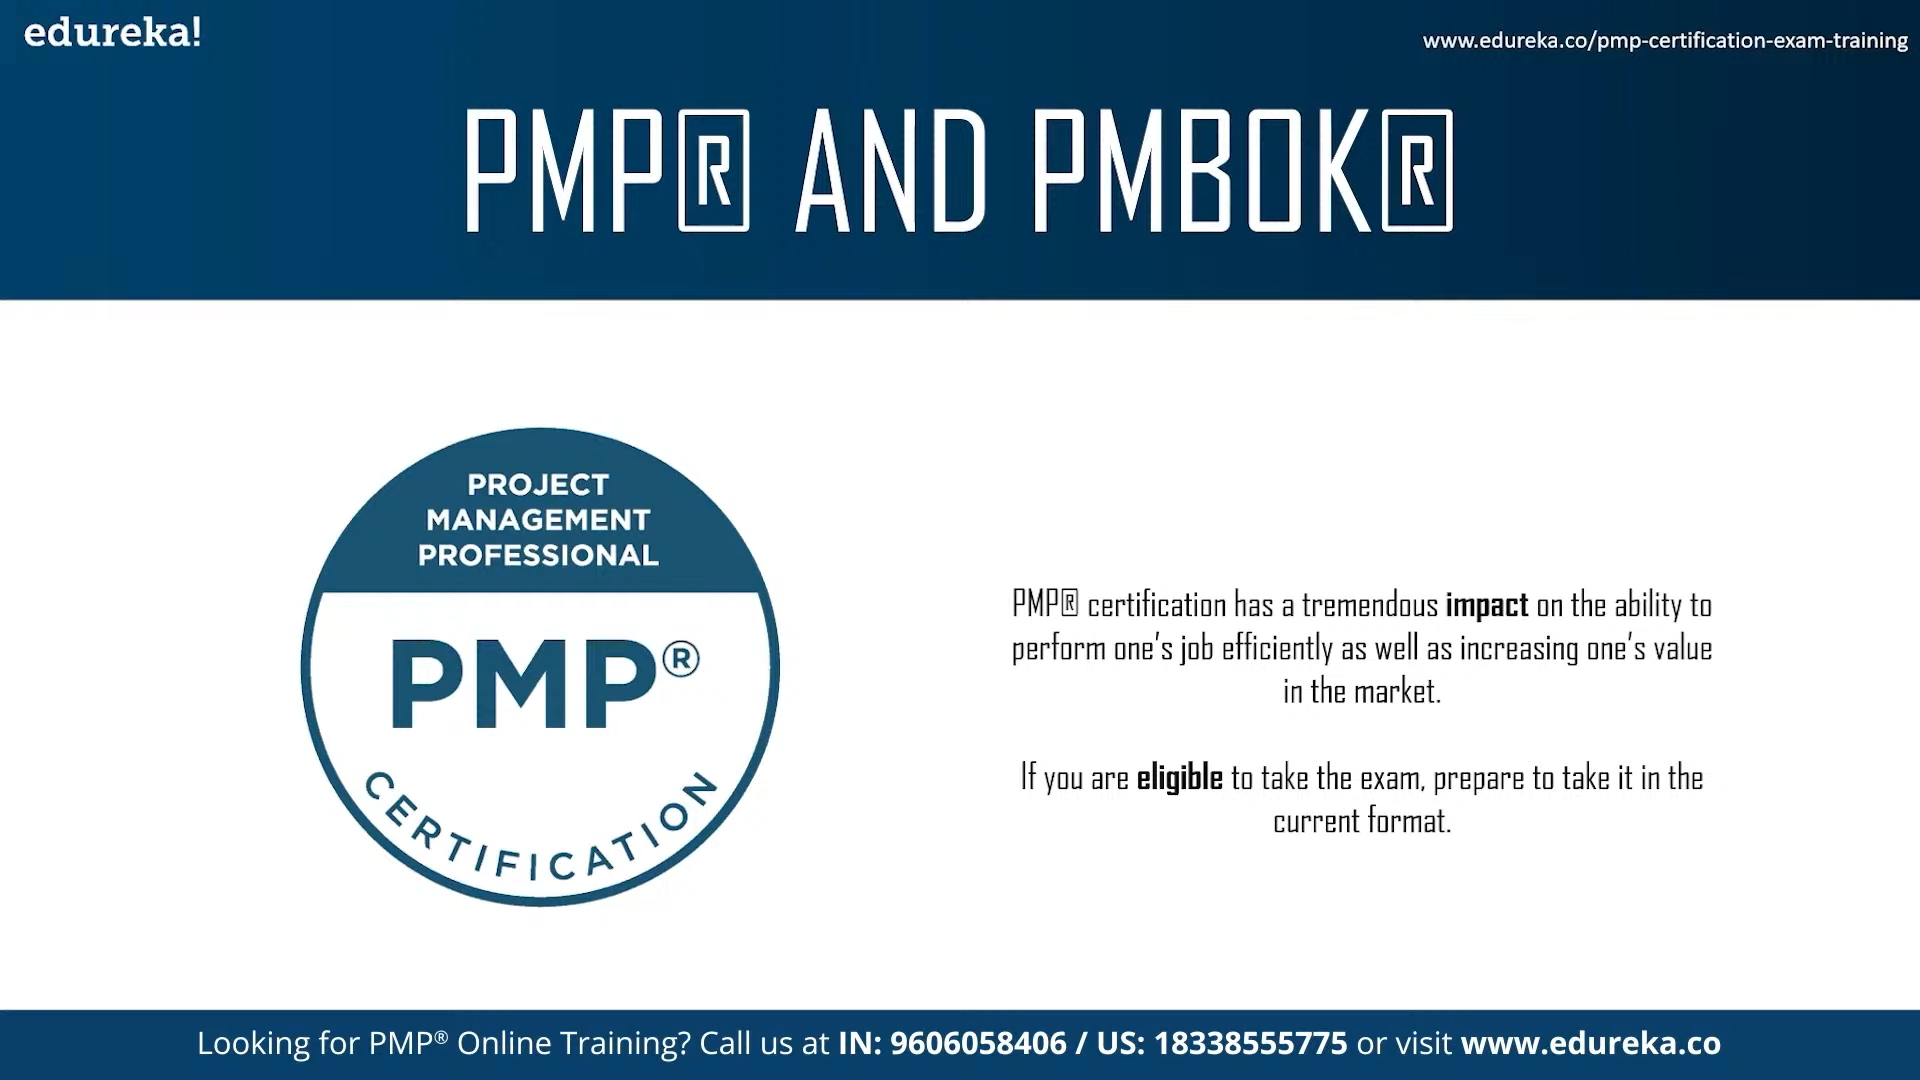 edureka!
www.edureka.co/pmp-certification-exam-training
PMP® AND PMBOK®
PROJECT
MANAGEMENT
PROFESSIONAL
PMP®
CERTIFICATION
PMP® certification has a tremendous impact on the ability to
perform one's job efficiently as well as increasing one's value
in the market.
If you are eligible to take the exam, prepare to take it in the
current format.
Looking for PMP® Online Training? Call us at IN: 9606058406 / US: 18338555775 or visit www.edureka.co